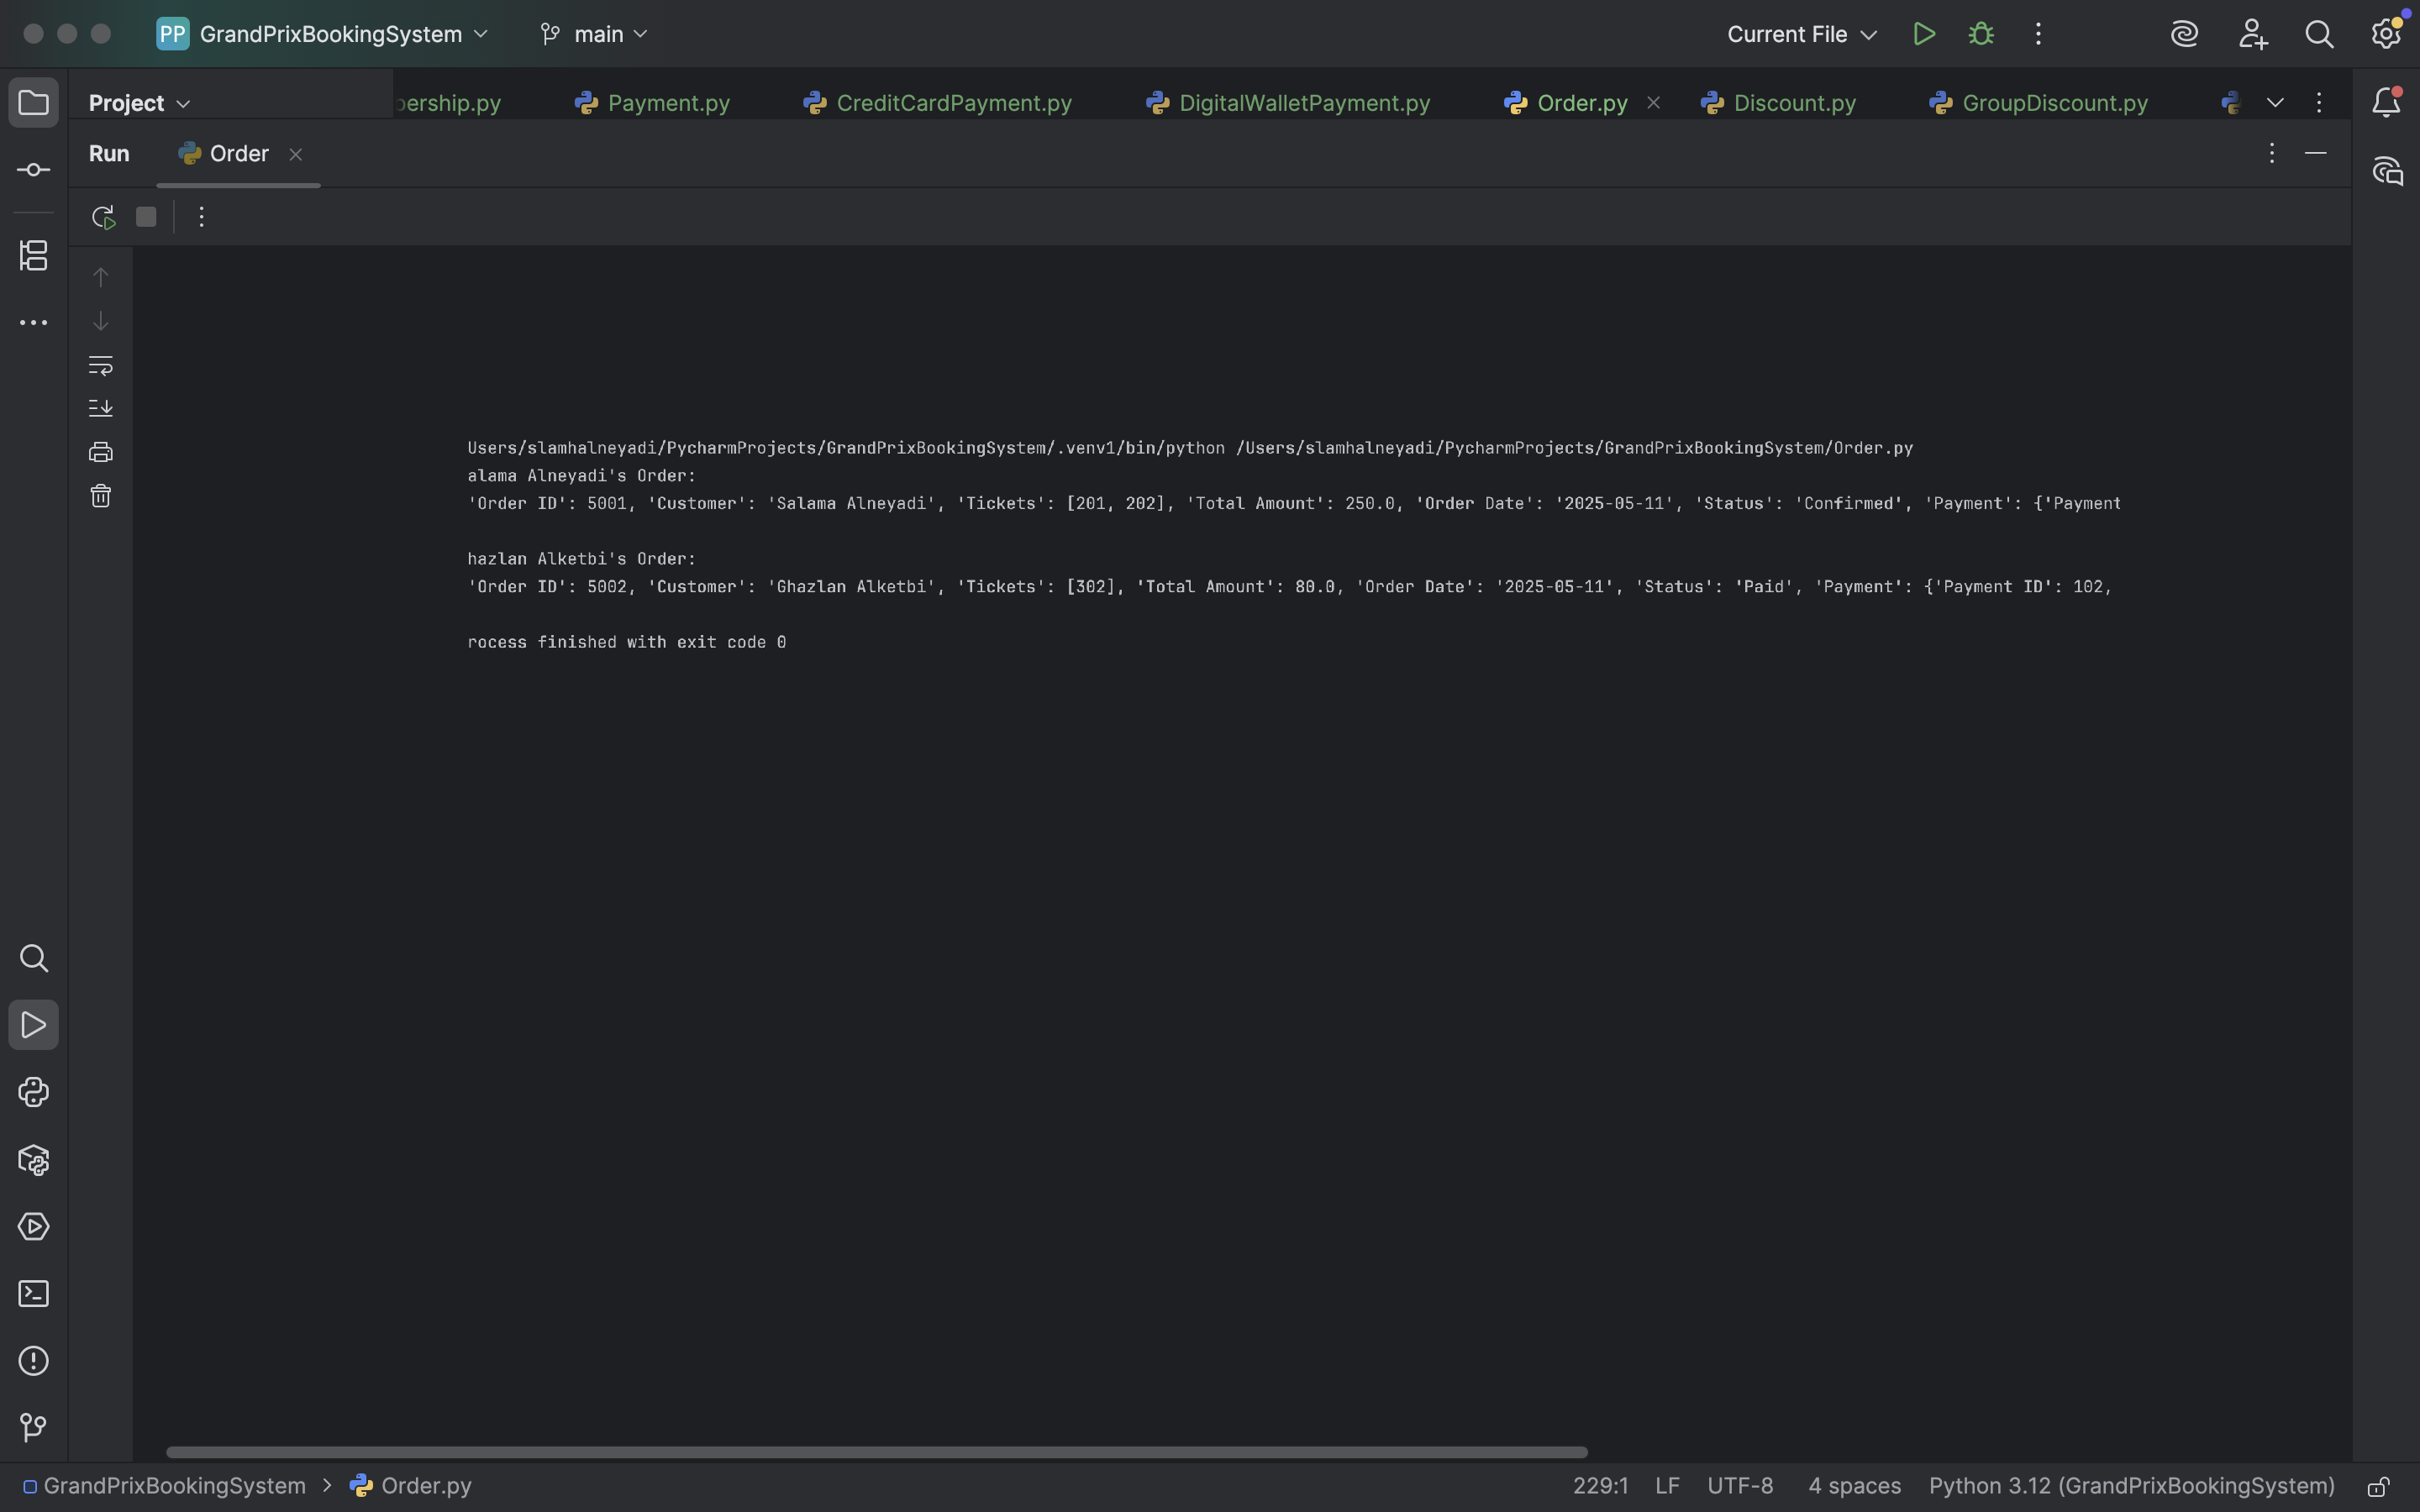 PP GrandPrixBookingSystem main Current File
Project
bership.py Payment.py CreditCardPayment.py DigitalWalletPayment.py Order.py Discount.py GroupDiscount.py
Run Order
Users/slamhalneyadi/PycharmProjects/GrandPrixBookingSystem/.venv1/bin/python /Users/slamhalneyadi/PycharmProjects/GrandPrixBookingSystem/Order.py
alama Alneyadi's Order:
'Order ID': 5001, 'Customer': 'Salama Alneyadi', 'Tickets': [201, 202], 'Total Amount': 250.0, 'Order Date': '2025-05-11', 'Status': 'Confirmed', 'Payment': {'Payment
hazlan Alketbi's Order:
'Order ID': 5002, 'Customer': 'Ghazlan Alketbi', 'Tickets': [302], 'Total Amount': 80.0, 'Order Date': '2025-05-11', 'Status': 'Paid', 'Payment': {'Payment ID': 102,
rocess finished with exit code 0
GrandPrixBookingSystem > Order.py 229:1 LF UTF-8 4 spaces Python 3.12 (GrandPrixBookingSystem)